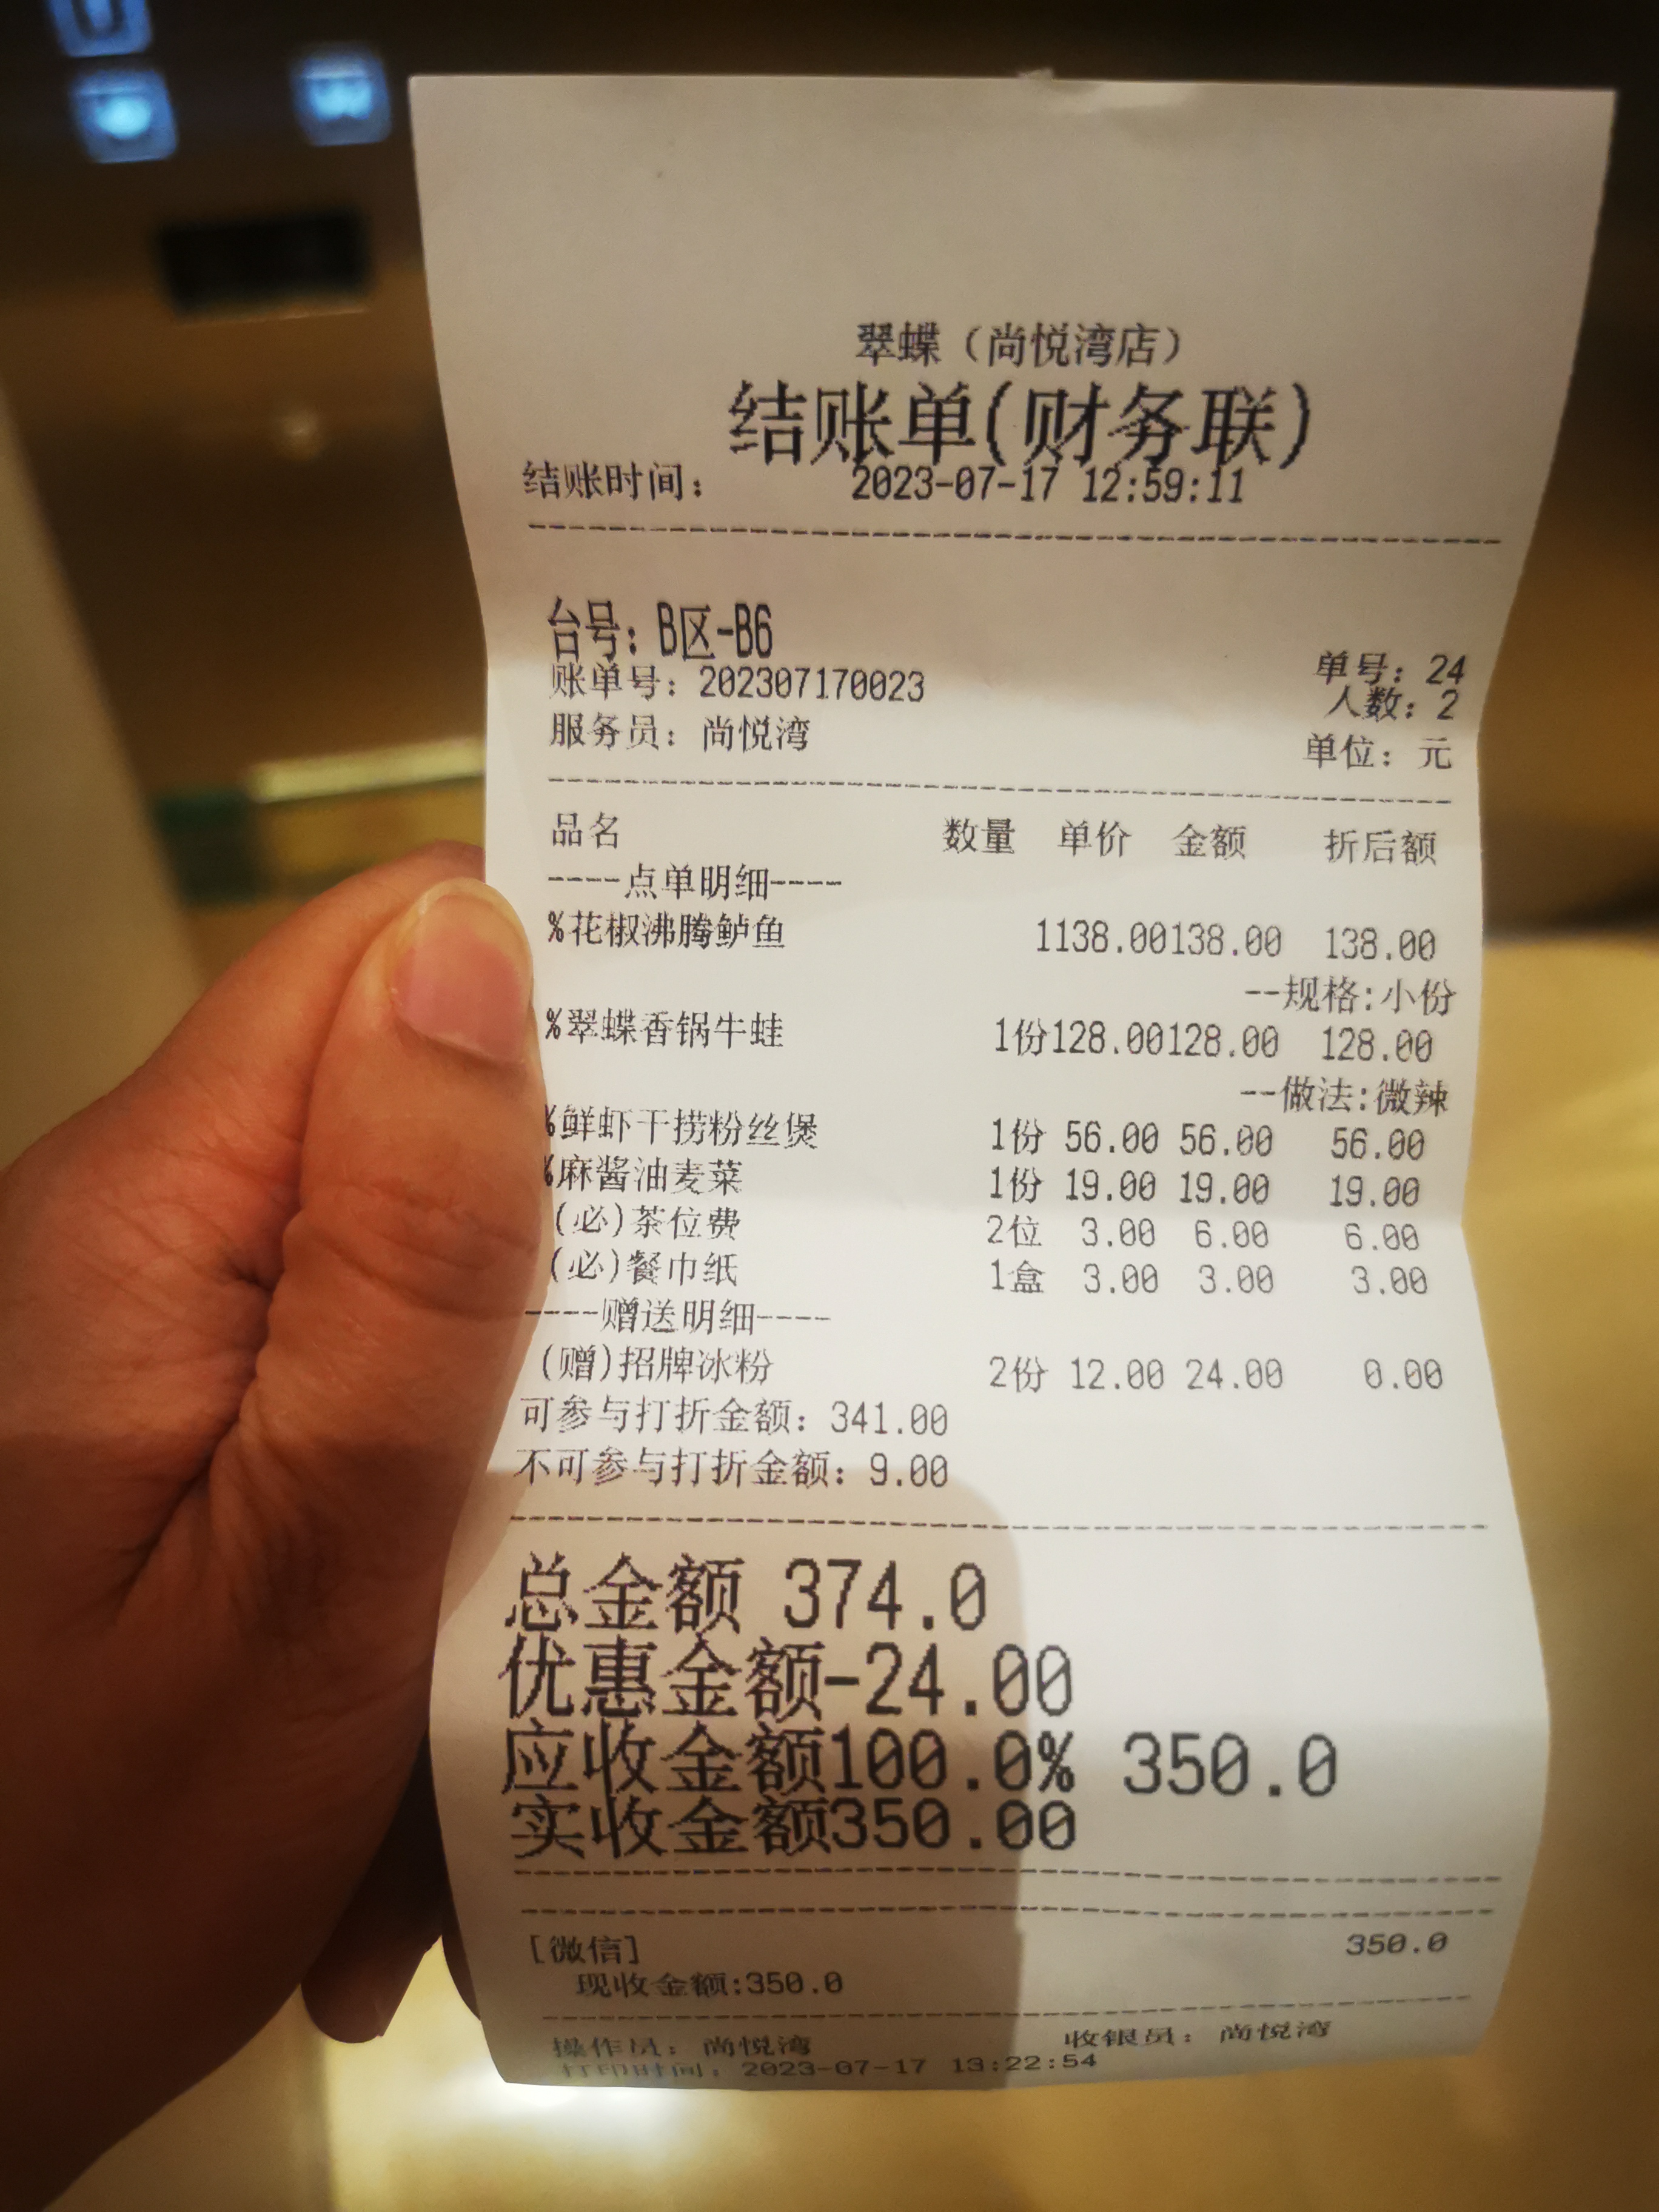 翠蝶（尚悦湾店）
结账单(财务联)
结账时间： 2023-07-17 12:59:11
台号：B区-B6
单号：24
账单号：202307170023
人数：2
服务员：尚悦湾
单位：元
品名 数量 单价 金额 折后额
----点单明细----
%花椒沸腾鲈鱼 1138.00138.00 138.00
--规格:小份
%翠蝶香锅牛蛙 1份128.00128.00 128.00
--做法:微辣
%鲜虾干捞粉丝煲 1份 56.00 56.00 56.00
%麻酱油麦菜 1份 19.00 19.00 19.00
(必)茶位费 2位 3.00 6.00 6.00
(必)餐巾纸 1盒 3.00 3.00 3.00
----赠送明细----
(赠)招牌冰粉 2份 12.00 24.00 0.00
可参与打折金额：341.00
不可参与打折金额：9.00
总金额 374.0
优惠金额-24.00
应收金额100.0% 350.0
实收金额350.00
[微信] 350.0
现收金额:350.0
操作员：尚悦湾 收银员：尚悦湾
打印时间：2023-07-17 13:22:54